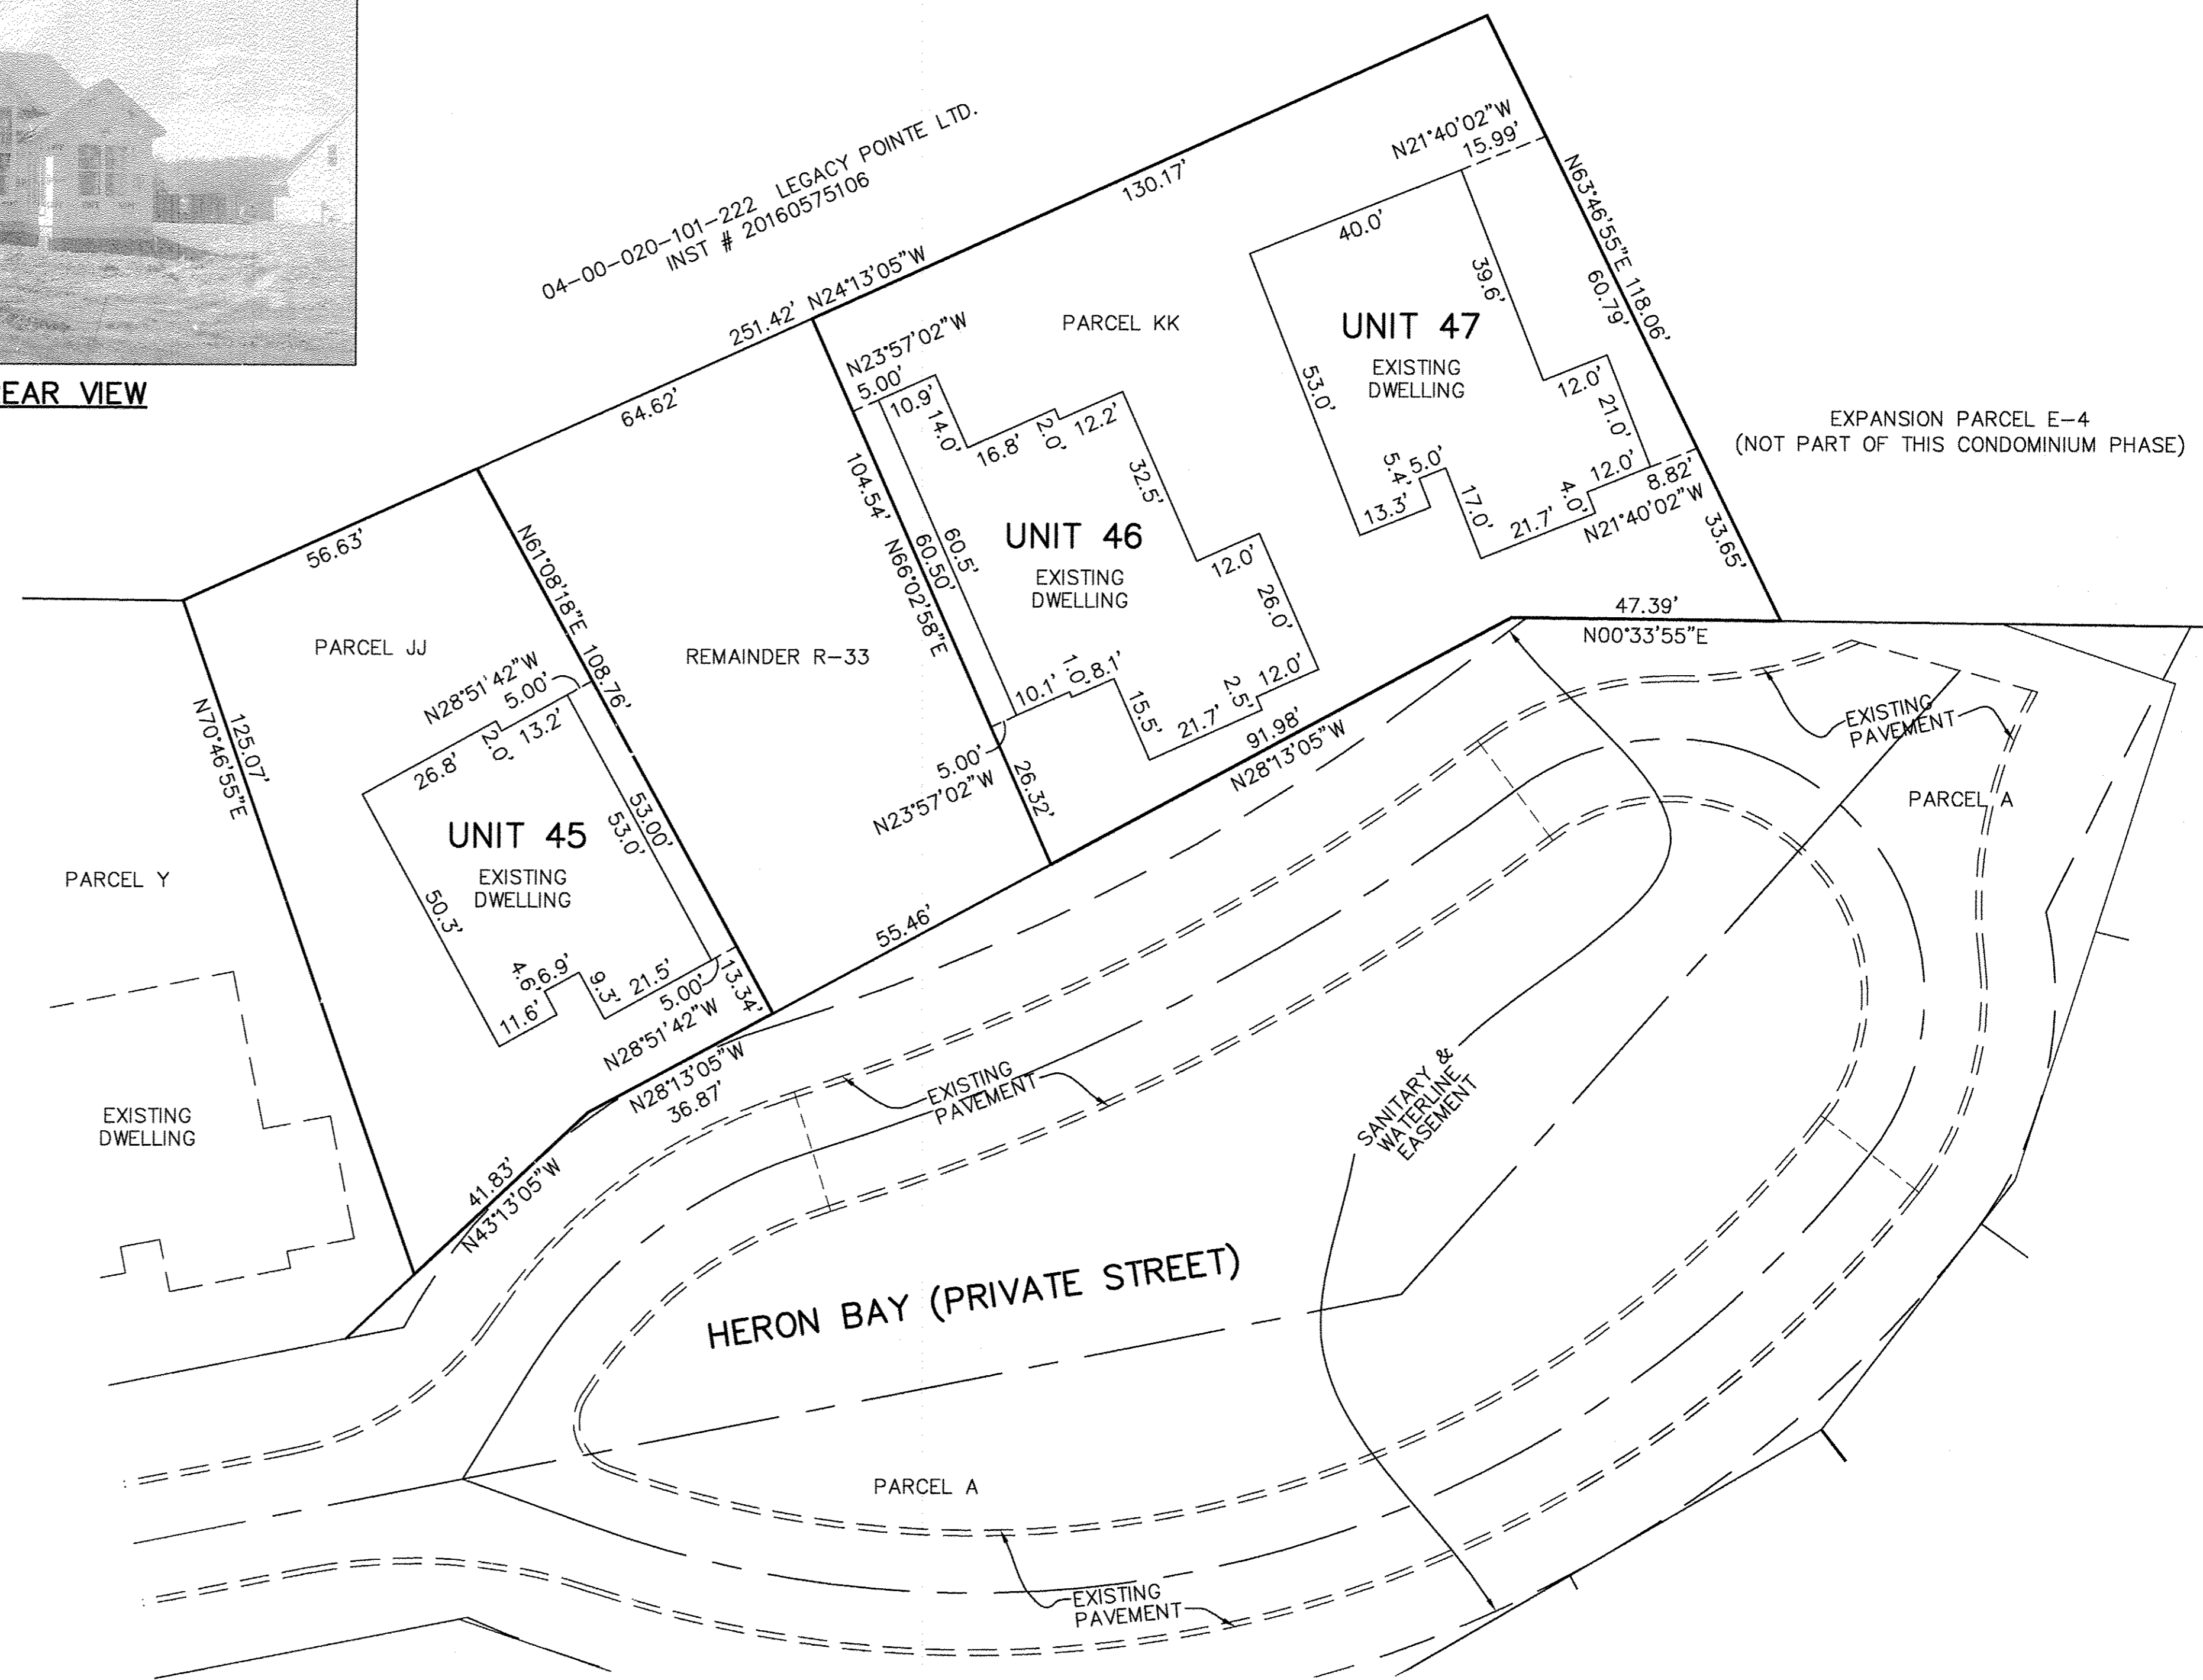 EAR VIEW
04-00-020-101-222 LEGACY POINTE LTD.
INST # 20160575106
251.42' N24°13'05"W
130.17'
64.62'
56.63'
N21°40'02"W
15.99'
N63°46'55"E 118.06'
60.79'
33.65'
PARCEL KK
40.0'
39.6'
53.0'
UNIT 47
EXISTING
DWELLING
12.0'
21.0'
12.0'
8.82'
N21°40'02"W
4.0'
21.7'
17.0'
5.0'
5.4'
13.3'
EXPANSION PARCEL E-4
(NOT PART OF THIS CONDOMINIUM PHASE)
N23°57'02"W
5.00'
10.9'
14.0'
16.8'
2.0'
12.2'
32.5'
104.54'
N66°02'58"E
60.50'
60.5'
UNIT 46
EXISTING
DWELLING
12.0'
26.0'
12.0'
2.5'
21.7'
15.5'
8.1'
1.0'
10.1'
5.00'
N23°57'02"W
26.32'
47.39'
N00°33'55"E
91.98'
N28°13'05"W
PARCEL JJ
REMAINDER R-33
N61°08'18"E 108.76'
N28°51'42"W
5.00'
13.2'
2.0'
26.8'
53.00'
53.0'
UNIT 45
EXISTING
DWELLING
50.3'
11.6'
4.6'
6.9'
9.3'
21.5'
5.00'
N28°51'42"W
13.34'
55.46'
125.07'
N70°46'55"E
N28°13'05"W
36.87'
41.83'
N43°13'05"W
PARCEL Y
EXISTING
DWELLING
EXISTING
PAVEMENT
PARCEL A
EXISTING
PAVEMENT
SANITARY &
WATERLINE
EASEMENT
HERON BAY (PRIVATE STREET)
PARCEL A
EXISTING
PAVEMENT